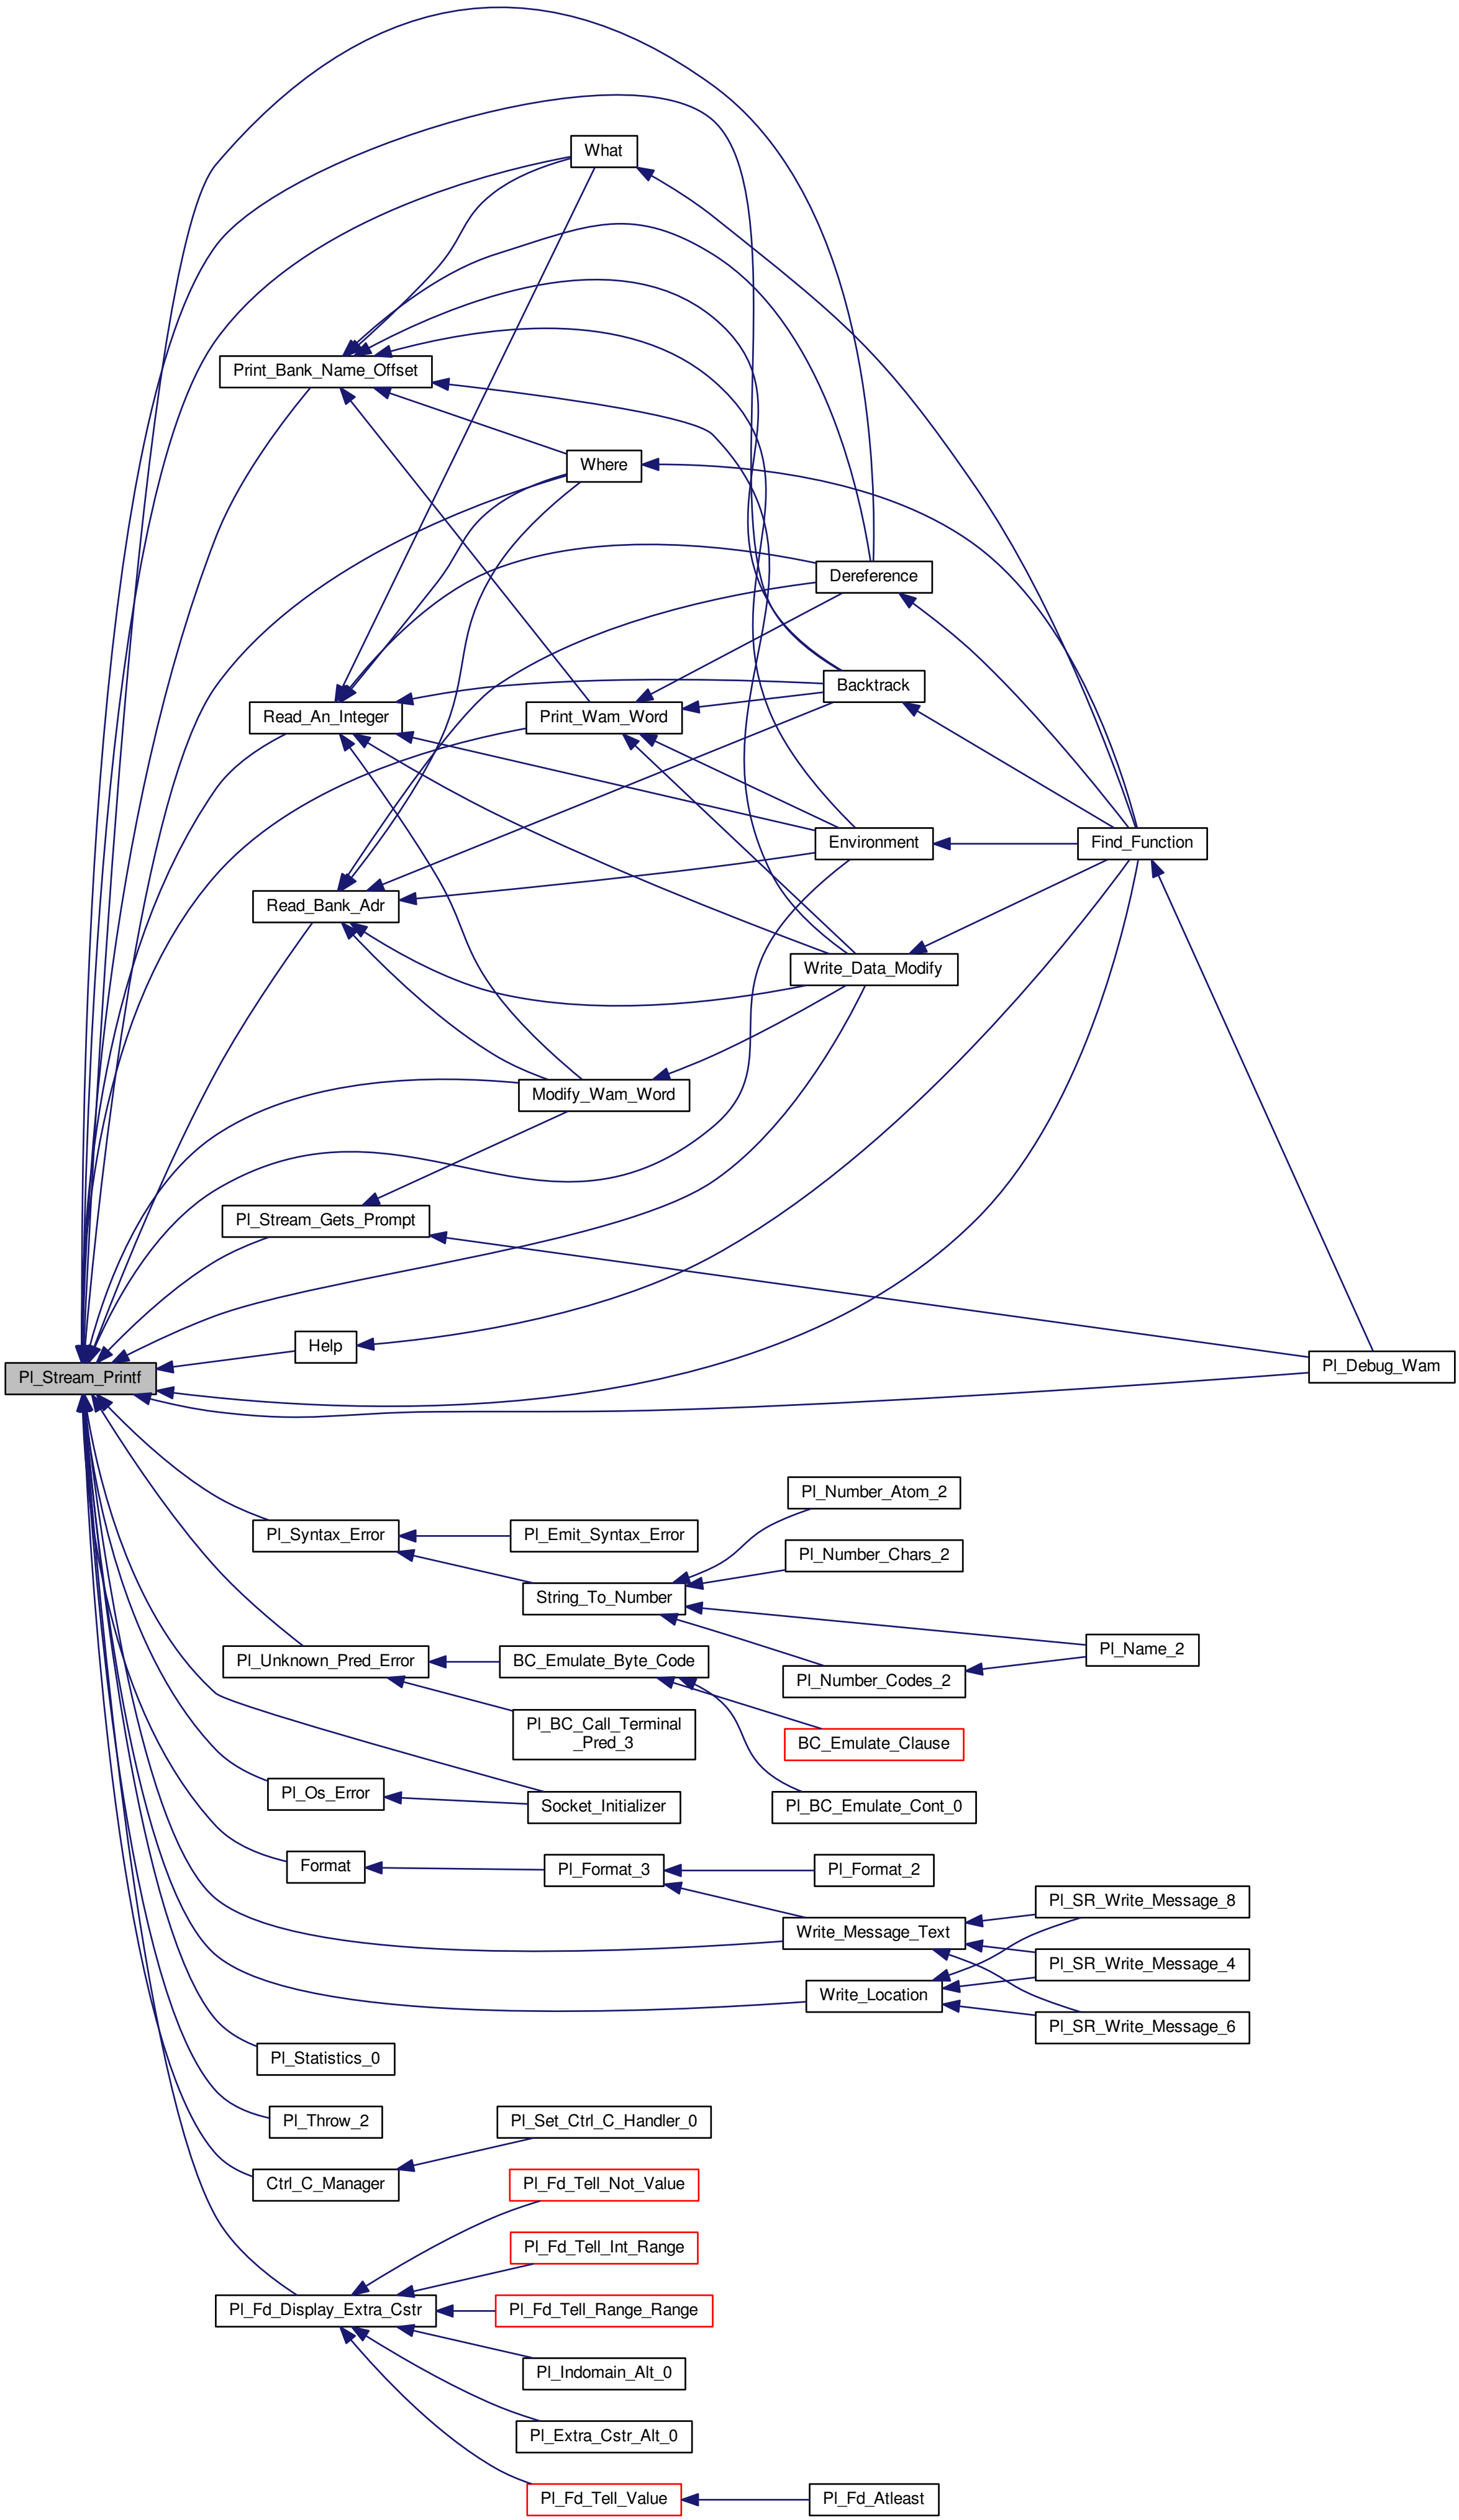 What
Print_Bank_Name_Offset
Where
Dereference
Backtrack
Read_An_Integer
Print_Wam_Word
Environment
Find_Function
Read_Bank_Adr
Write_Data_Modify
Modify_Wam_Word
Pl_Stream_Gets_Prompt
Help
Pl_Debug_Wam
Pl_Stream_Printf
Pl_Number_Atom_2
Pl_Syntax_Error
Pl_Emit_Syntax_Error
Pl_Number_Chars_2
String_To_Number
Pl_Name_2
Pl_Unknown_Pred_Error
BC_Emulate_Byte_Code
Pl_Number_Codes_2
Pl_BC_Call_Terminal
_Pred_3
BC_Emulate_Clause
Pl_Os_Error
Socket_Initializer
Pl_BC_Emulate_Cont_0
Format
Pl_Format_3
Pl_Format_2
Pl_SR_Write_Message_8
Write_Message_Text
Pl_SR_Write_Message_4
Write_Location
Pl_SR_Write_Message_6
Pl_Statistics_0
Pl_Throw_2
Pl_Set_Ctrl_C_Handler_0
Ctrl_C_Manager
Pl_Fd_Tell_Not_Value
Pl_Fd_Tell_Int_Range
Pl_Fd_Display_Extra_Cstr
Pl_Fd_Tell_Range_Range
Pl_Indomain_Alt_0
Pl_Extra_Cstr_Alt_0
Pl_Fd_Tell_Value
Pl_Fd_Atleast